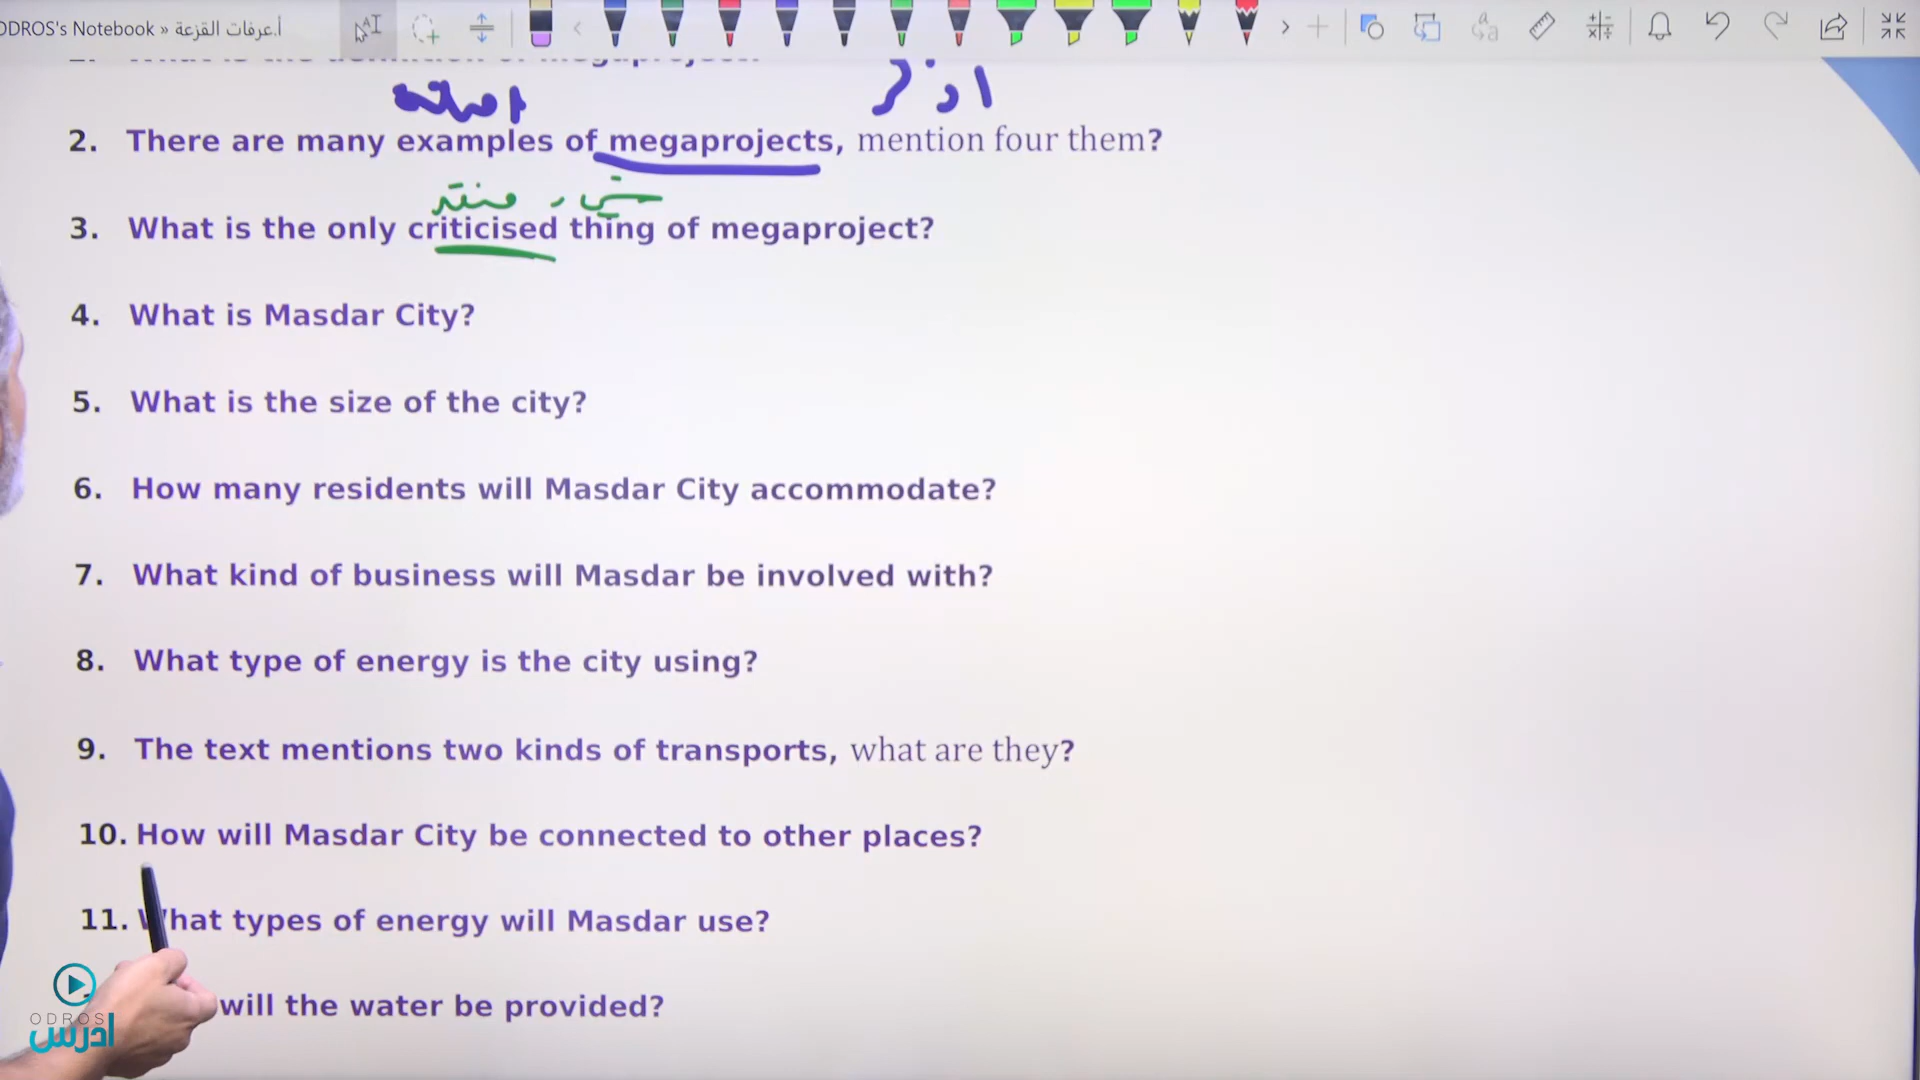 ODROS's Notebook » أ.عرفات القزعة
امثلة اذكر
2. There are many examples of megaprojects, mention four them?
شيء منتقد
3. What is the only criticised thing of megaproject?
4. What is Masdar City?
5. What is the size of the city?
6. How many residents will Masdar City accommodate?
7. What kind of business will Masdar be involved with?
8. What type of energy is the city using?
9. The text mentions two kinds of transports, what are they?
10. How will Masdar City be connected to other places?
11. What types of energy will Masdar use?
will the water be provided?
ODROS
ادرس